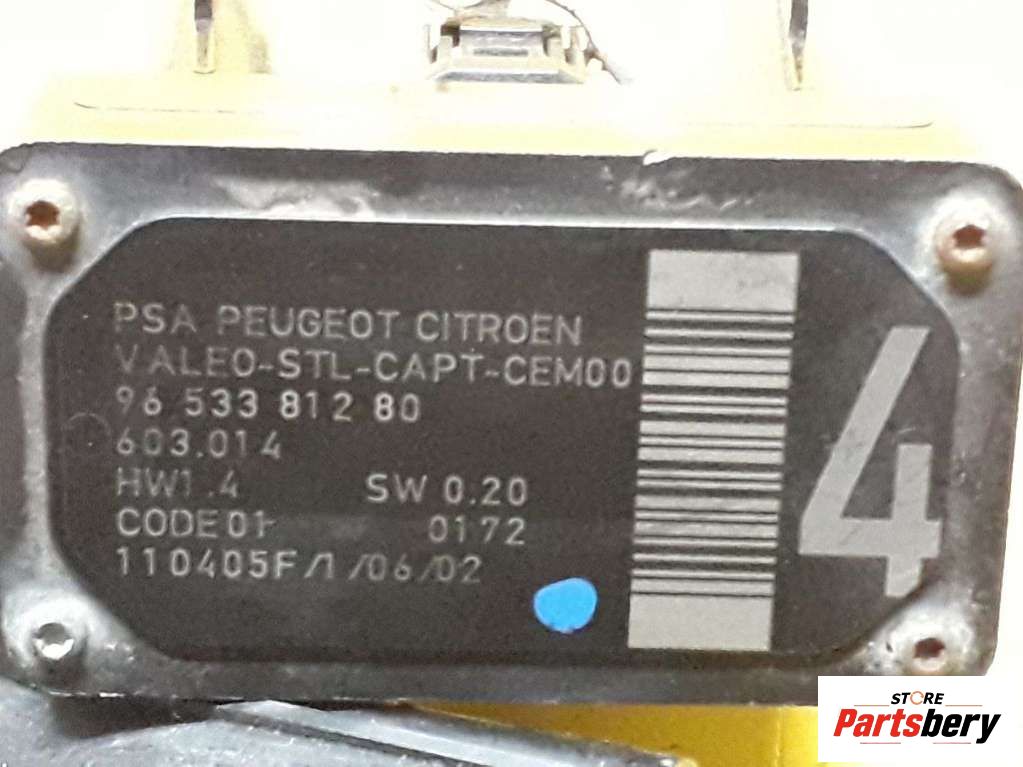 PSA PEUGEOT CITROEN
VALEO-STL-CAPT-CEM00
96 533 812 80
603.014
HW1.4 SW 0.20
CODE01 0172
110405F/1/06/02
4
STORE
Partsbery